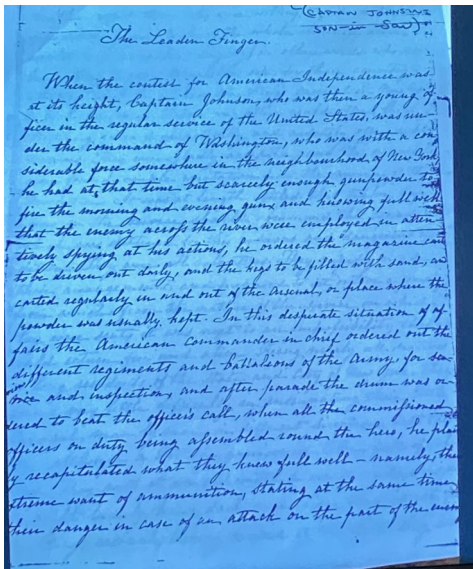 (CAPTAIN JOHNSON'S
SON-in-law)
The Leaden Finger.
When the contest for American Independence was
at its height, Captain Johnson, who was then a young of-
ficer in the regular service of the United States, was un-
der the command of Washington, who was with a con
siderable force somewhere in the neighbourhood of New York
he had at that time but scarcely enough gunpowder to
fire the morning and evening guns and knowing full well
that the enemy across the river were employed in atten
tively spying at his actions, he ordered the magazine
to be driven out daily, and the kegs to be filled with sand, an
carted regularly in and out of the Arsenal, or place where the
powder was usually kept. In this desperate situation of af
fairs the American commander in chief ordered out the
different regiments and battalions of the Army, for
and inspection, and after parade the drum was or
dered to beat the officers call, when all the commissioned
officers on duty being assembled round the hero, he plain
y recapitulated what they knew full well - namely, the
xtreme want of ammunition, stating at the same time
their danger in case of an attack on the part of the enemy